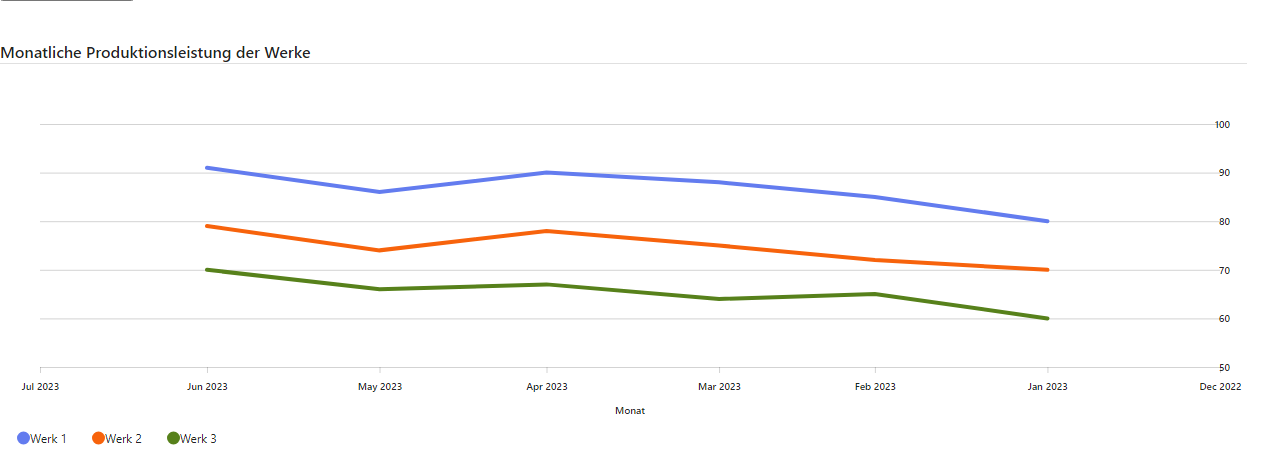 Monatliche Produktionsleistung der Werke
100
90
80
70
60
50
Jul 2023 Jun 2023 May 2023 Apr 2023 Mar 2023 Feb 2023 Jan 2023 Dec 2022
Monat
Werk 1 Werk 2 Werk 3